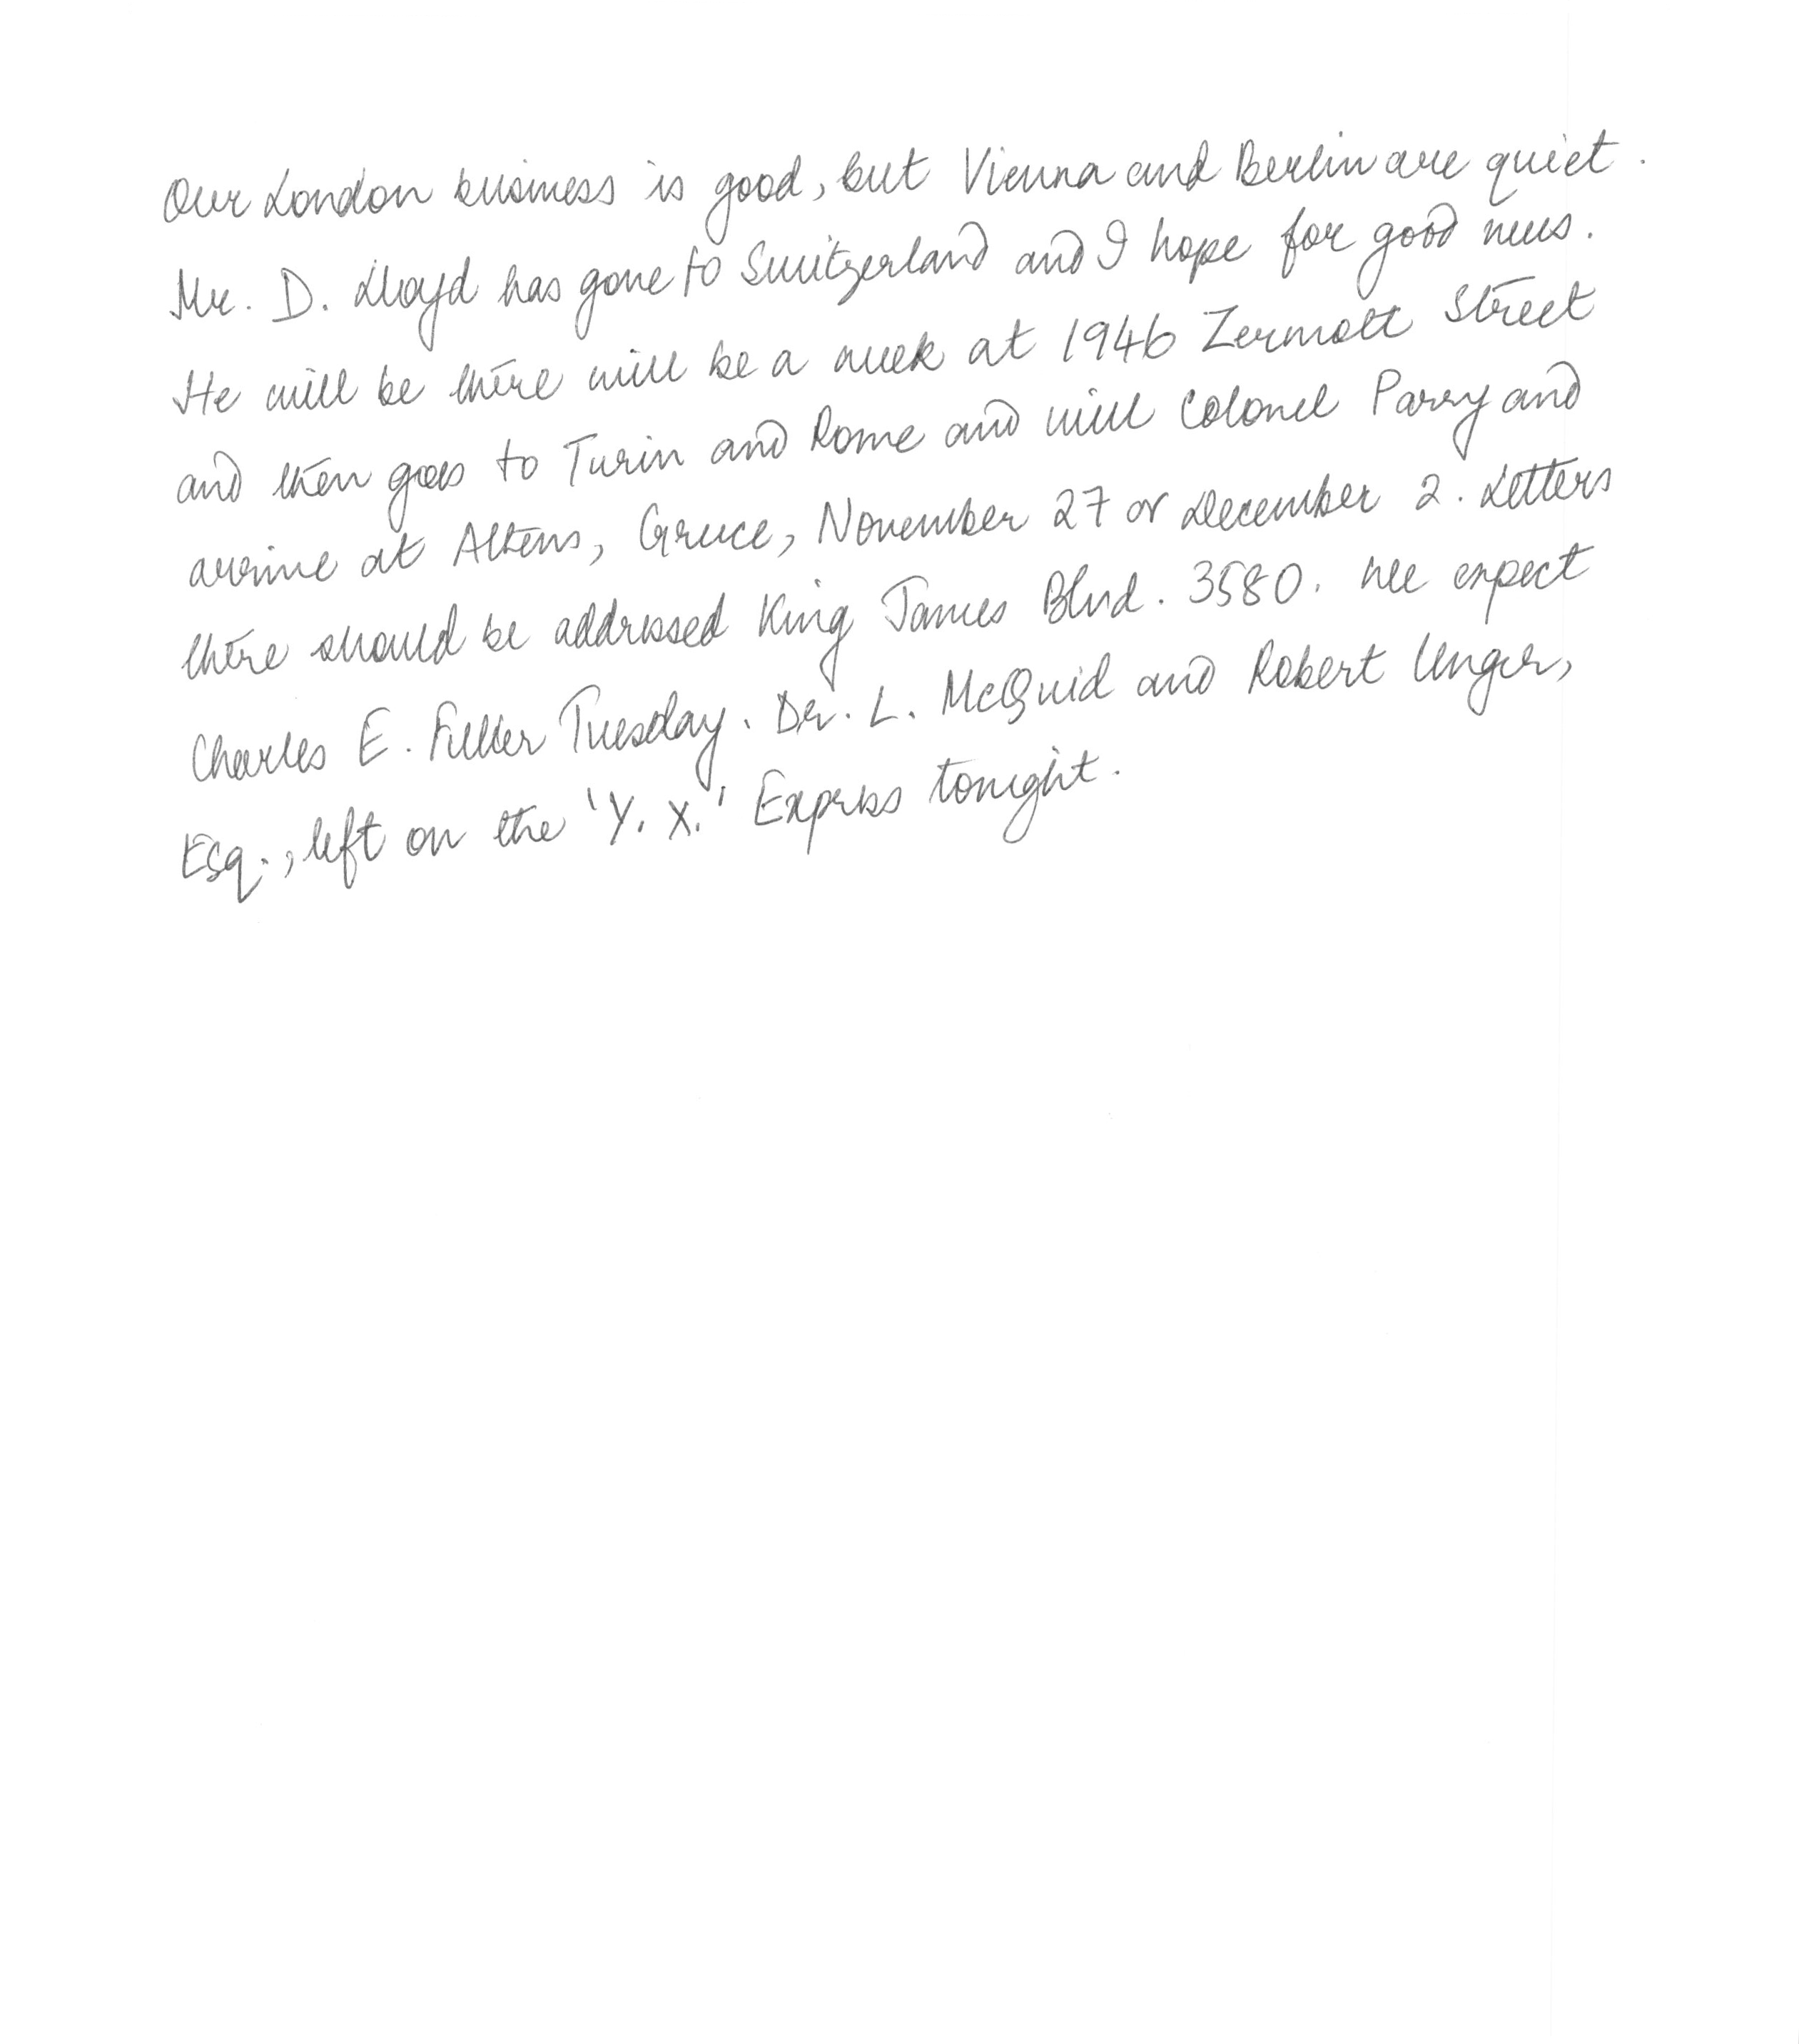 Our London business is good, but Vienna and Berlin are quiet.
Mr. D. Lloyd has gone to Switzerland and I hope for good news.
He will be there will be a week at 1946 Zermott Street
and then goes to Turin and Rome and will Colonel Parry and
arrive at Athens, Greece, November 27 or December 2. Letters
there should be addressed King James Blvd. 3580. We expect
Charles E. Fuller Tuesday. Dr. L. McQuid and Robert Unger,
Esq., left on the 'Y. X.' Express tonight.